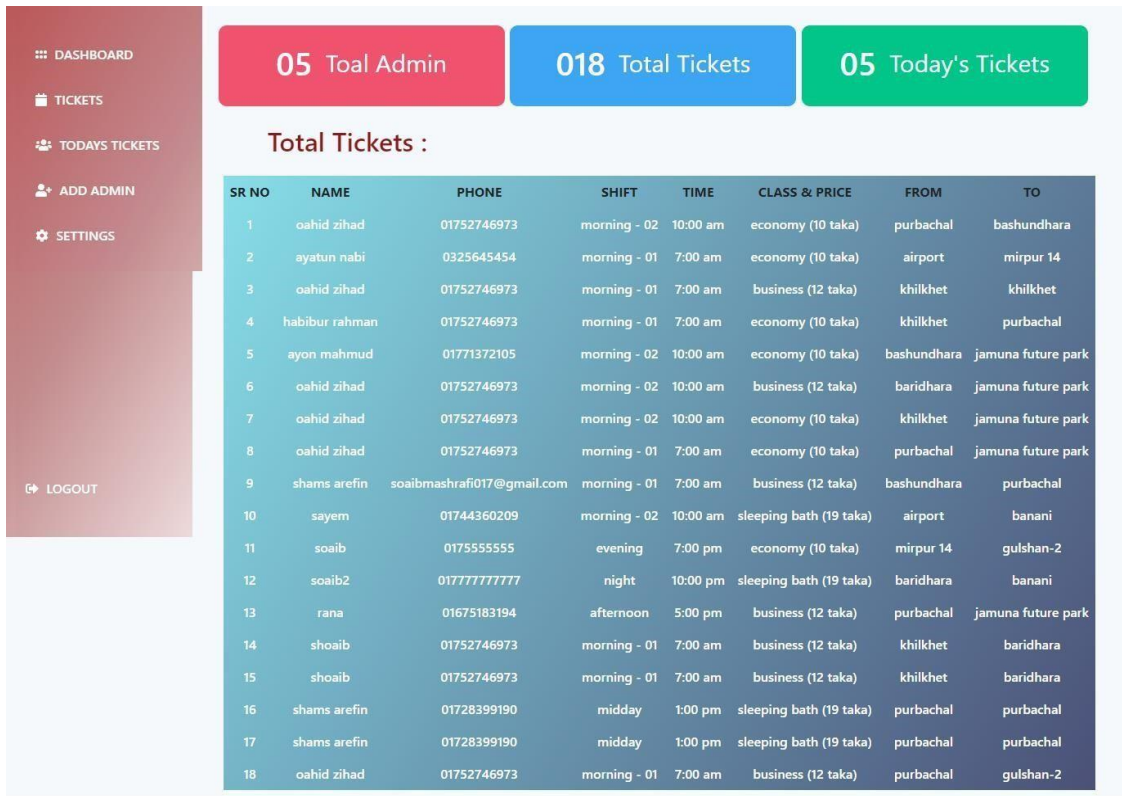 DASHBOARD
TICKETS
TODAYS TICKETS
ADD ADMIN
SETTINGS
LOGOUT
05 Toal Admin
018 Total Tickets
05 Today's Tickets
Total Tickets :
SR NO NAME PHONE SHIFT TIME CLASS & PRICE FROM TO
1 oahid zihad 01752746973 morning - 02 10:00 am economy (10 taka) purbachal bashundhara
2 ayatun nabi 0325645454 morning - 01 7:00 am economy (10 taka) airport mirpur 14
3 oahid zihad 01752746973 morning - 01 7:00 am business (12 taka) khilkhet khilkhet
4 habibur rahman 01752746973 morning - 01 7:00 am economy (10 taka) khilkhet purbachal
5 ayon mahmud 01771372105 morning - 02 10:00 am economy (10 taka) bashundhara jamuna future park
6 oahid zihad 01752746973 morning - 02 10:00 am business (12 taka) baridhara jamuna future park
7 oahid zihad 01752746973 morning - 02 10:00 am economy (10 taka) khilkhet jamuna future park
8 oahid zihad 01752746973 morning - 01 7:00 am economy (10 taka) purbachal jamuna future park
9 shams arefin soaibmashrafi017@gmail.com morning - 01 7:00 am business (12 taka) bashundhara purbachal
10 sayem 01744360209 morning - 02 10:00 am sleeping bath (19 taka) airport banani
11 soaib 0175555555 evening 7:00 pm economy (10 taka) mirpur 14 gulshan-2
12 soaib2 017777777777 night 10:00 pm sleeping bath (19 taka) baridhara banani
13 rana 01675183194 afternoon 5:00 pm business (12 taka) purbachal jamuna future park
14 shoaib 01752746973 morning - 01 7:00 am business (12 taka) khilkhet baridhara
15 shoaib 01752746973 morning - 01 7:00 am business (12 taka) khilkhet baridhara
16 shams arefin 01728399190 midday 1:00 pm sleeping bath (19 taka) purbachal purbachal
17 shams arefin 01728399190 midday 1:00 pm sleeping bath (19 taka) purbachal purbachal
18 oahid zihad 01752746973 morning - 01 7:00 am business (12 taka) purbachal gulshan-2